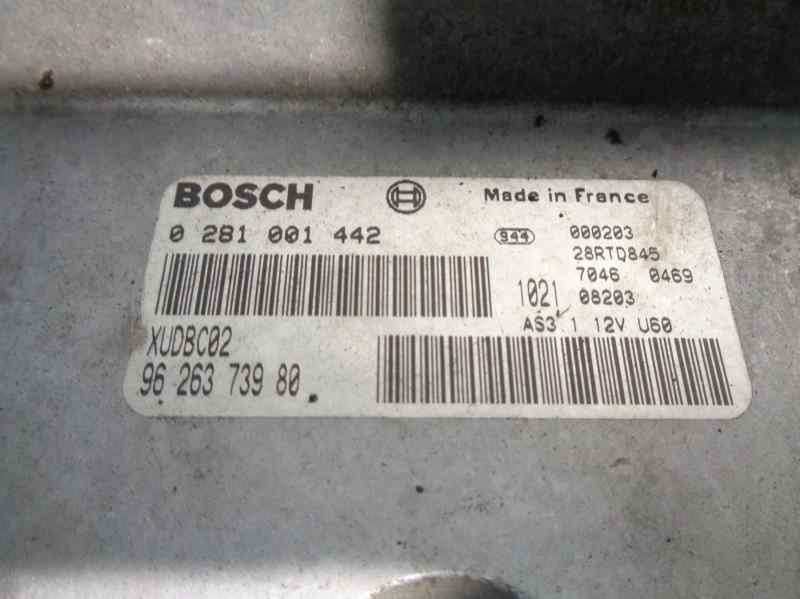 BOSCH
Made in France
0 281 001 442
944
000203
28RTD845
7046 0469
1021 08203
AS3 1 12V U60
XUDBC02
96 263 739 80